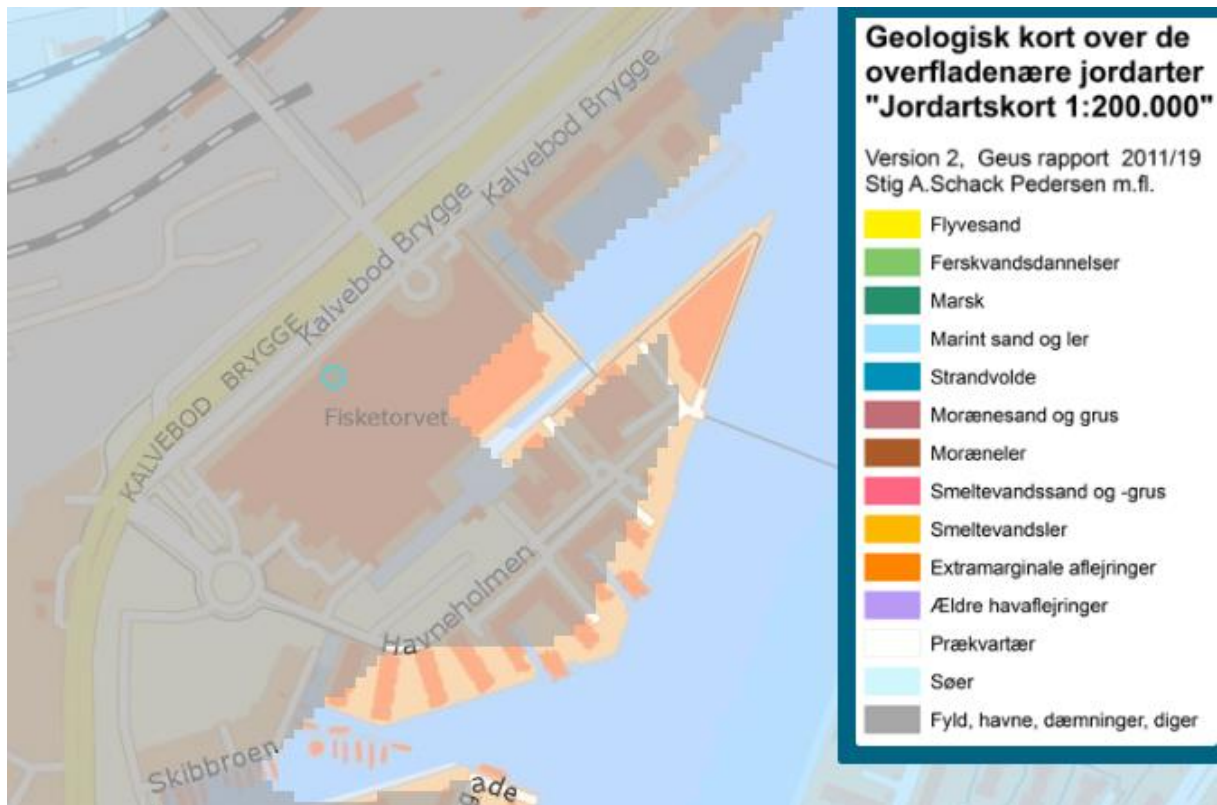 Geologisk kort over de
overfladenære jordarter
"Jordartskort 1:200.000"
Version 2, Geus rapport 2011/19
Stig A.Schack Pedersen m.fl.
Flyvesand
Ferskvandsdannelser
Marsk
Marint sand og ler
Strandvolde
Morænesand og grus
Moræneler
Smeltevandssand og -grus
Smeltevandsler
Extramarginale aflejringer
Ældre havaflejringer
Prækvartær
Søer
Fyld, havne, dæmninger, diger
Kalvebod Brygge
Kalvebod Brygge
KALVEBOD BRYGGE
Fisketorvet
Havneholmen
Skibbroen
ade